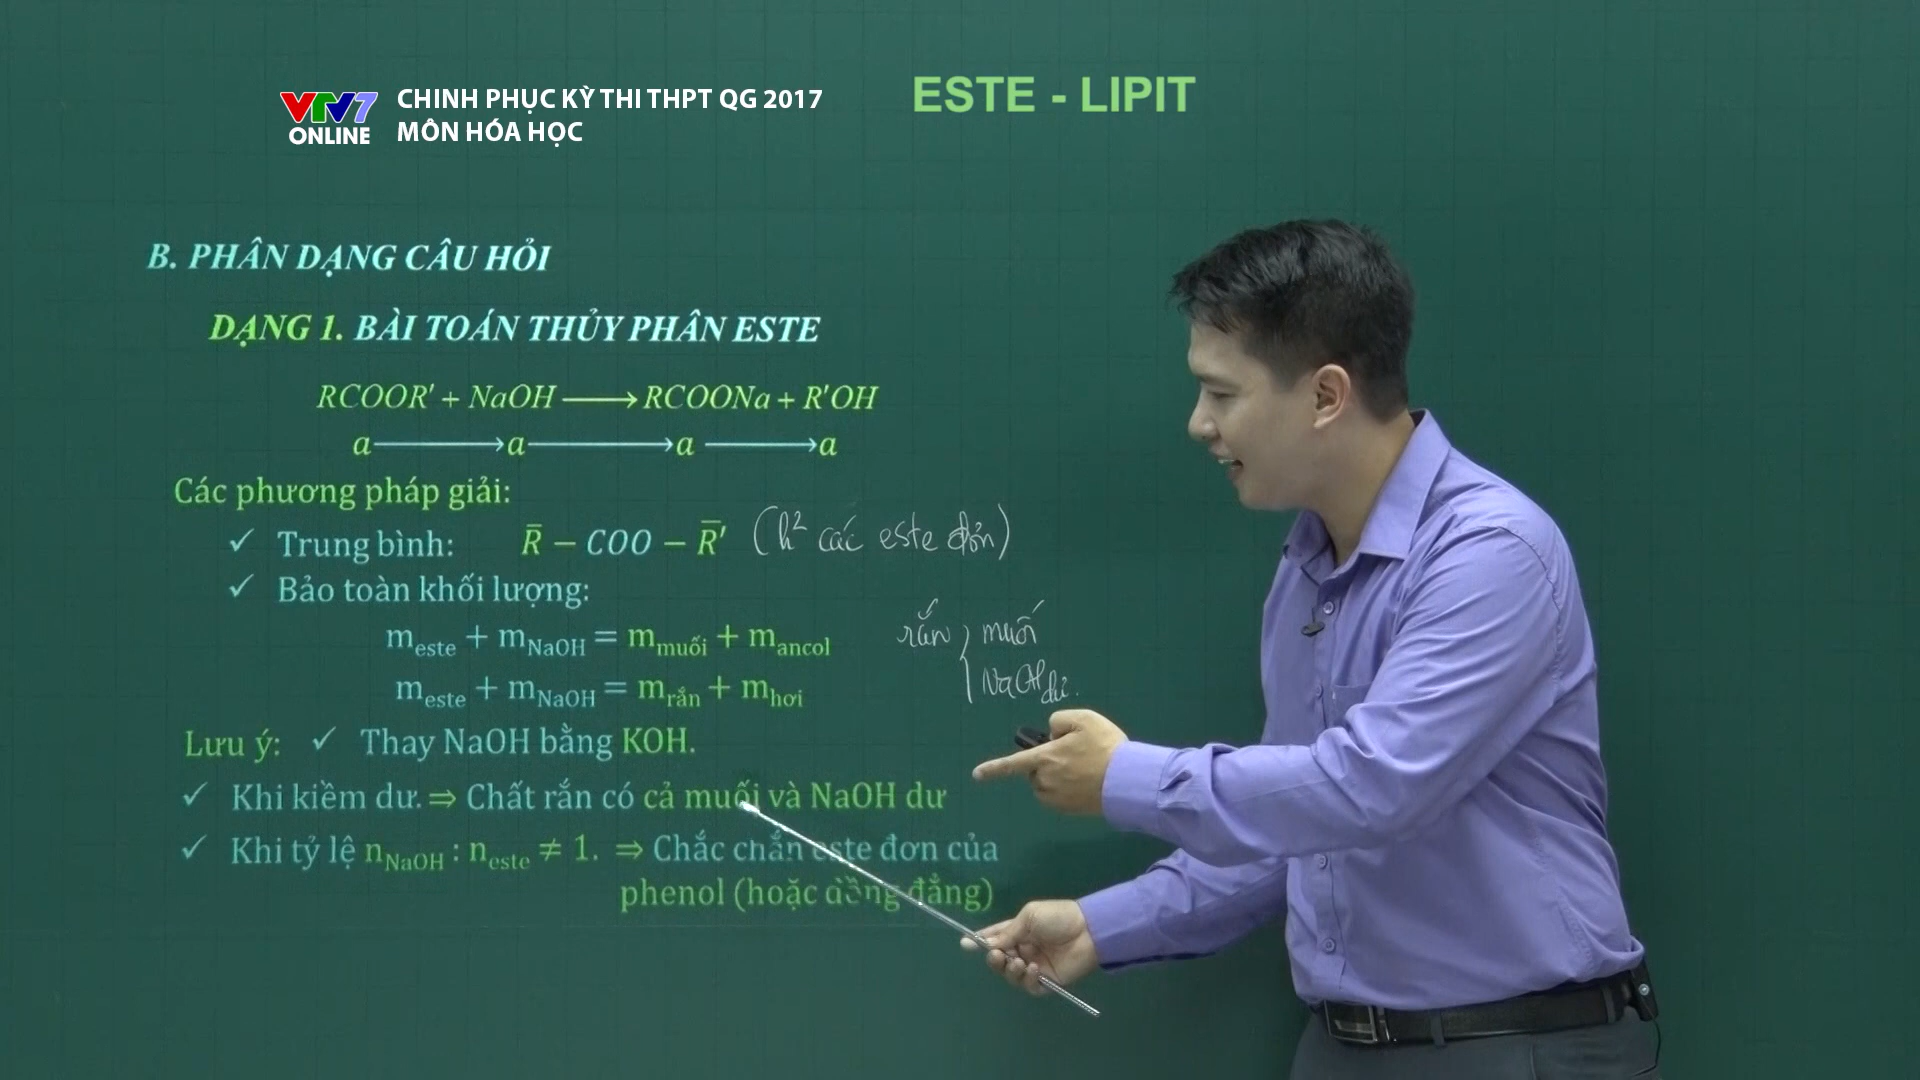 VTV7
ONLINE
CHINH PHỤC KỲ THI THPT QG 2017
MÔN HÓA HỌC
ESTE - LIPIT
B. PHÂN DẠNG CÂU HỎI
DẠNG 1. BÀI TOÁN THỦY PHÂN ESTE
RCOOR' + NaOH ⟶ RCOONa + R'OH
a ⟶ a ⟶ a ⟶ a
Các phương pháp giải:
✓ Trung bình: R̅ − COO − R̅' (h² các este đơn)
✓ Bảo toàn khối lượng:
m_este + m_NaOH = m_muối + m_ancol
rắn muối
NaOH dư.
m_este + m_NaOH = m_rắn + m_hơi
Lưu ý: ✓ Thay NaOH bằng KOH.
✓ Khi kiềm dư. ⇒ Chất rắn có cả muối và NaOH dư
✓ Khi tỷ lệ n_NaOH : n_este ≠ 1. ⇒ Chắc chắn este đơn của
phenol (hoặc đồng đẳng)